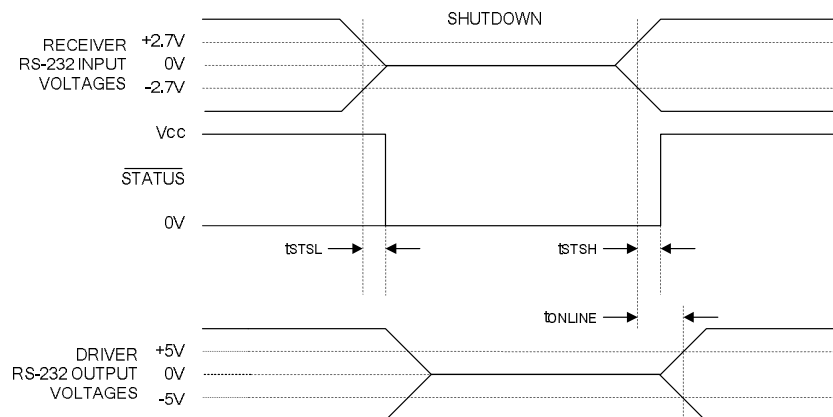 SHUTDOWN
RECEIVER
RS-232 INPUT
VOLTAGES
+2.7V
0V
-2.7V
Vcc
STATUS
0V
tSTSL
tSTSH
tONLINE
DRIVER
RS-232 OUTPUT
VOLTAGES
+5V
0V
-5V